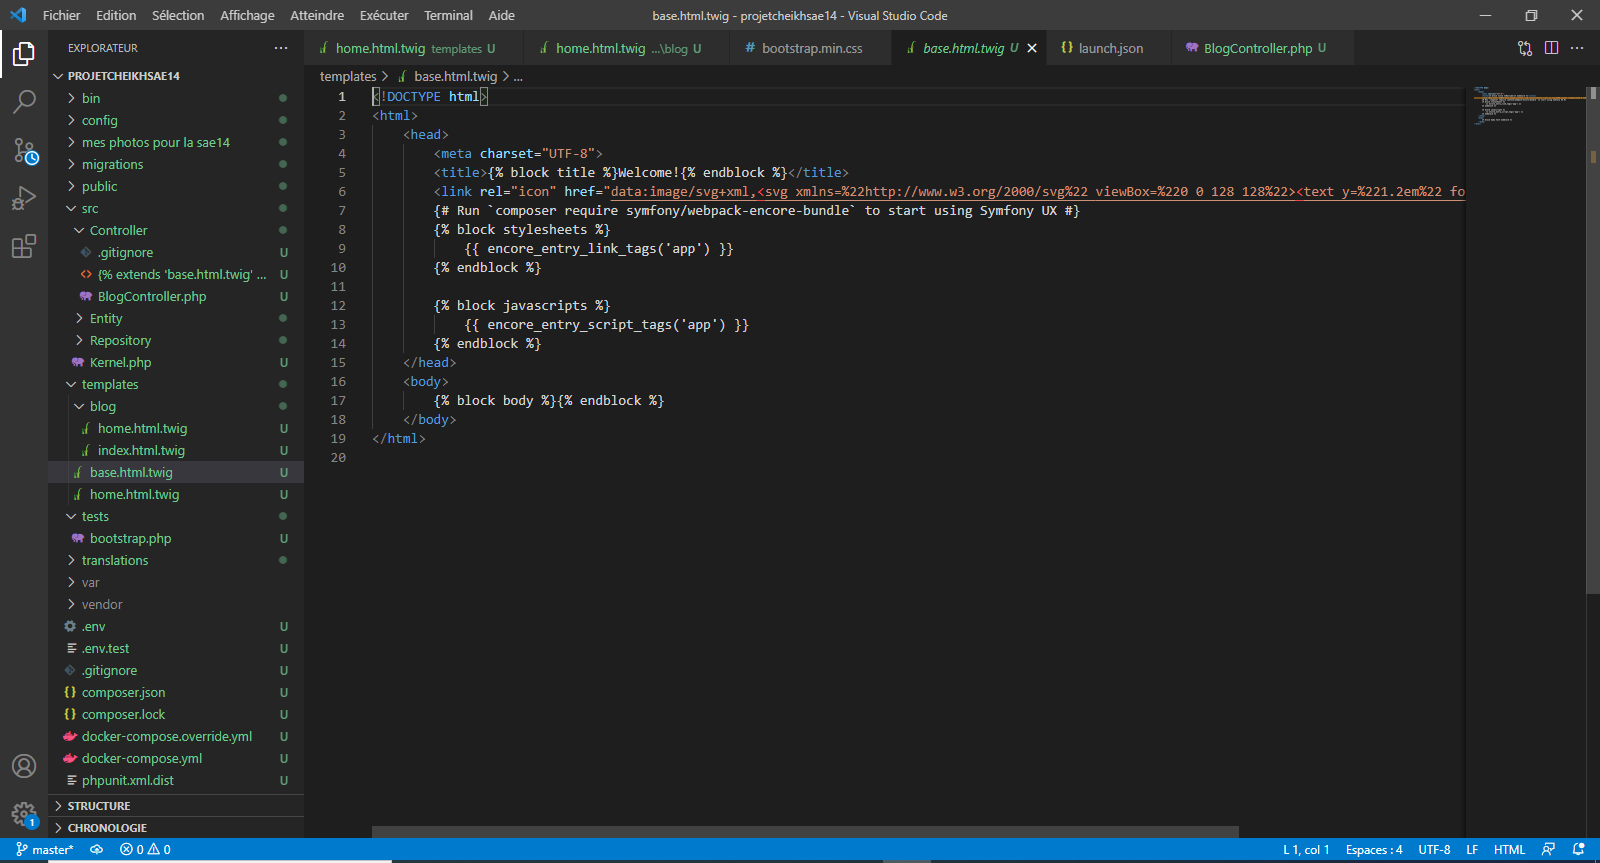 Fichier Edition Sélection Affichage Atteindre Exécuter Terminal Aide
base.html.twig - projetcheikhsae14 - Visual Studio Code
EXPLORATEUR
PROJETCHEIKHSAE14
bin
config
mes photos pour la sae14
migrations
public
src
Controller
.gitignore U
{% extends 'base.html.twig' ... U
BlogController.php U
Entity
Repository
Kernel.php U
templates
blog
home.html.twig U
index.html.twig U
base.html.twig U
home.html.twig U
tests
bootstrap.php U
translations
var
vendor
.env U
.env.test U
.gitignore U
composer.json U
composer.lock U
docker-compose.override.yml U
docker-compose.yml U
phpunit.xml.dist U
STRUCTURE
CHRONOLOGIE
home.html.twig templates U
home.html.twig ...\blog U
# bootstrap.min.css
base.html.twig U
{} launch.json
BlogController.php U
templates > base.html.twig > ...
1 <!DOCTYPE html>
2 <html>
3 <head>
4 <meta charset="UTF-8">
5 <title>{% block title %}Welcome!{% endblock %}</title>
6 <link rel="icon" href="data:image/svg+xml,<svg xmlns=%22http://www.w3.org/2000/svg%22 viewBox=%220 0 128 128%22><text y=%221.2em%22 fo
7 {# Run `composer require symfony/webpack-encore-bundle` to start using Symfony UX #}
8 {% block stylesheets %}
9 {{ encore_entry_link_tags('app') }}
10 {% endblock %}
11
12 {% block javascripts %}
13 {{ encore_entry_script_tags('app') }}
14 {% endblock %}
15 </head>
16 <body>
17 {% block body %}{% endblock %}
18 </body>
19 </html>
20
1
master* 0 0
L 1, col 1 Espaces : 4 UTF-8 LF HTML